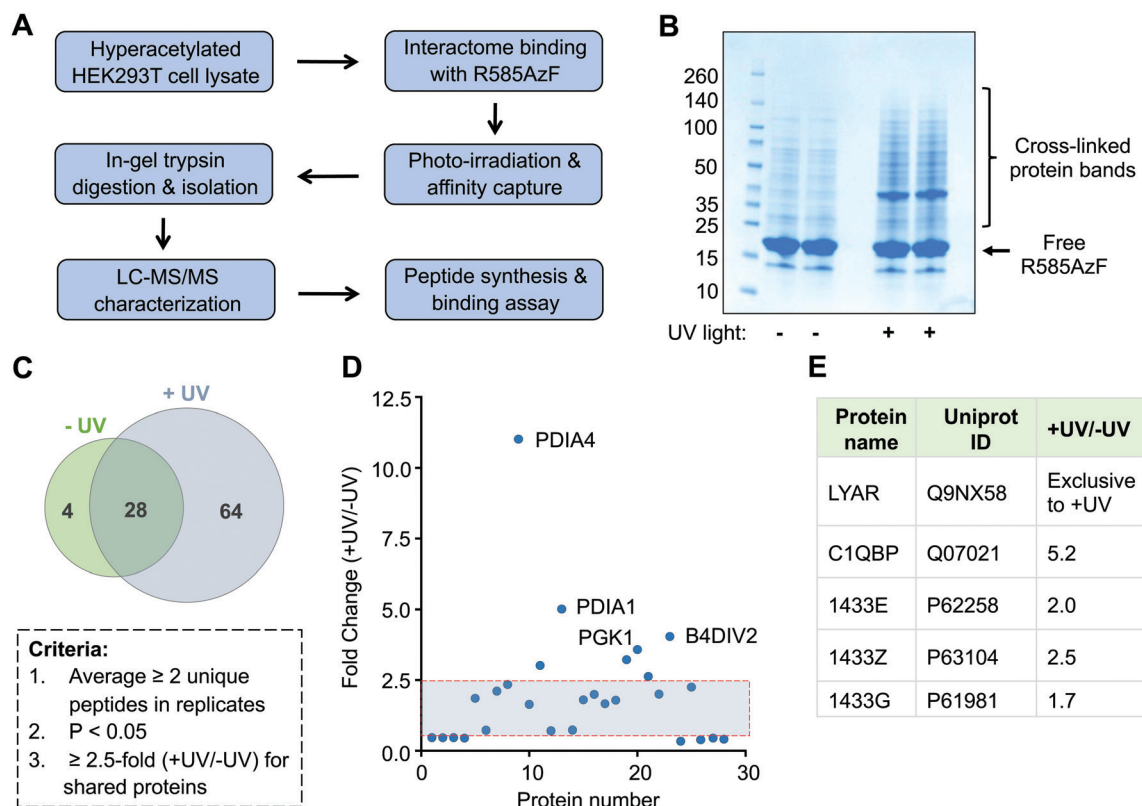 A
Hyperacetylated
HEK293T cell lysate
Interactome binding
with R585AzF
In-gel trypsin
digestion & isolation
Photo-irradiation &
affinity capture
LC-MS/MS
characterization
Peptide synthesis &
binding assay
B
260
140
100
50
35
25
15
10
Cross-linked
protein bands
Free
R585AzF
UV light: - - + +
C
+ UV
- UV
4 28 64
Criteria:
1. Average ≥ 2 unique
peptides in replicates
2. P < 0.05
3. ≥ 2.5-fold (+UV/-UV) for
shared proteins
D
Fold Change (+UV/-UV)
12.5
10.0
7.5
5.0
2.5
0.0
PDIA4
PDIA1
PGK1
B4DIV2
0 10 20 30
Protein number
E
Protein name Uniprot ID +UV/-UV
LYAR Q9NX58 Exclusive to +UV
C1QBP Q07021 5.2
1433E P62258 2.0
1433Z P63104 2.5
1433G P61981 1.7